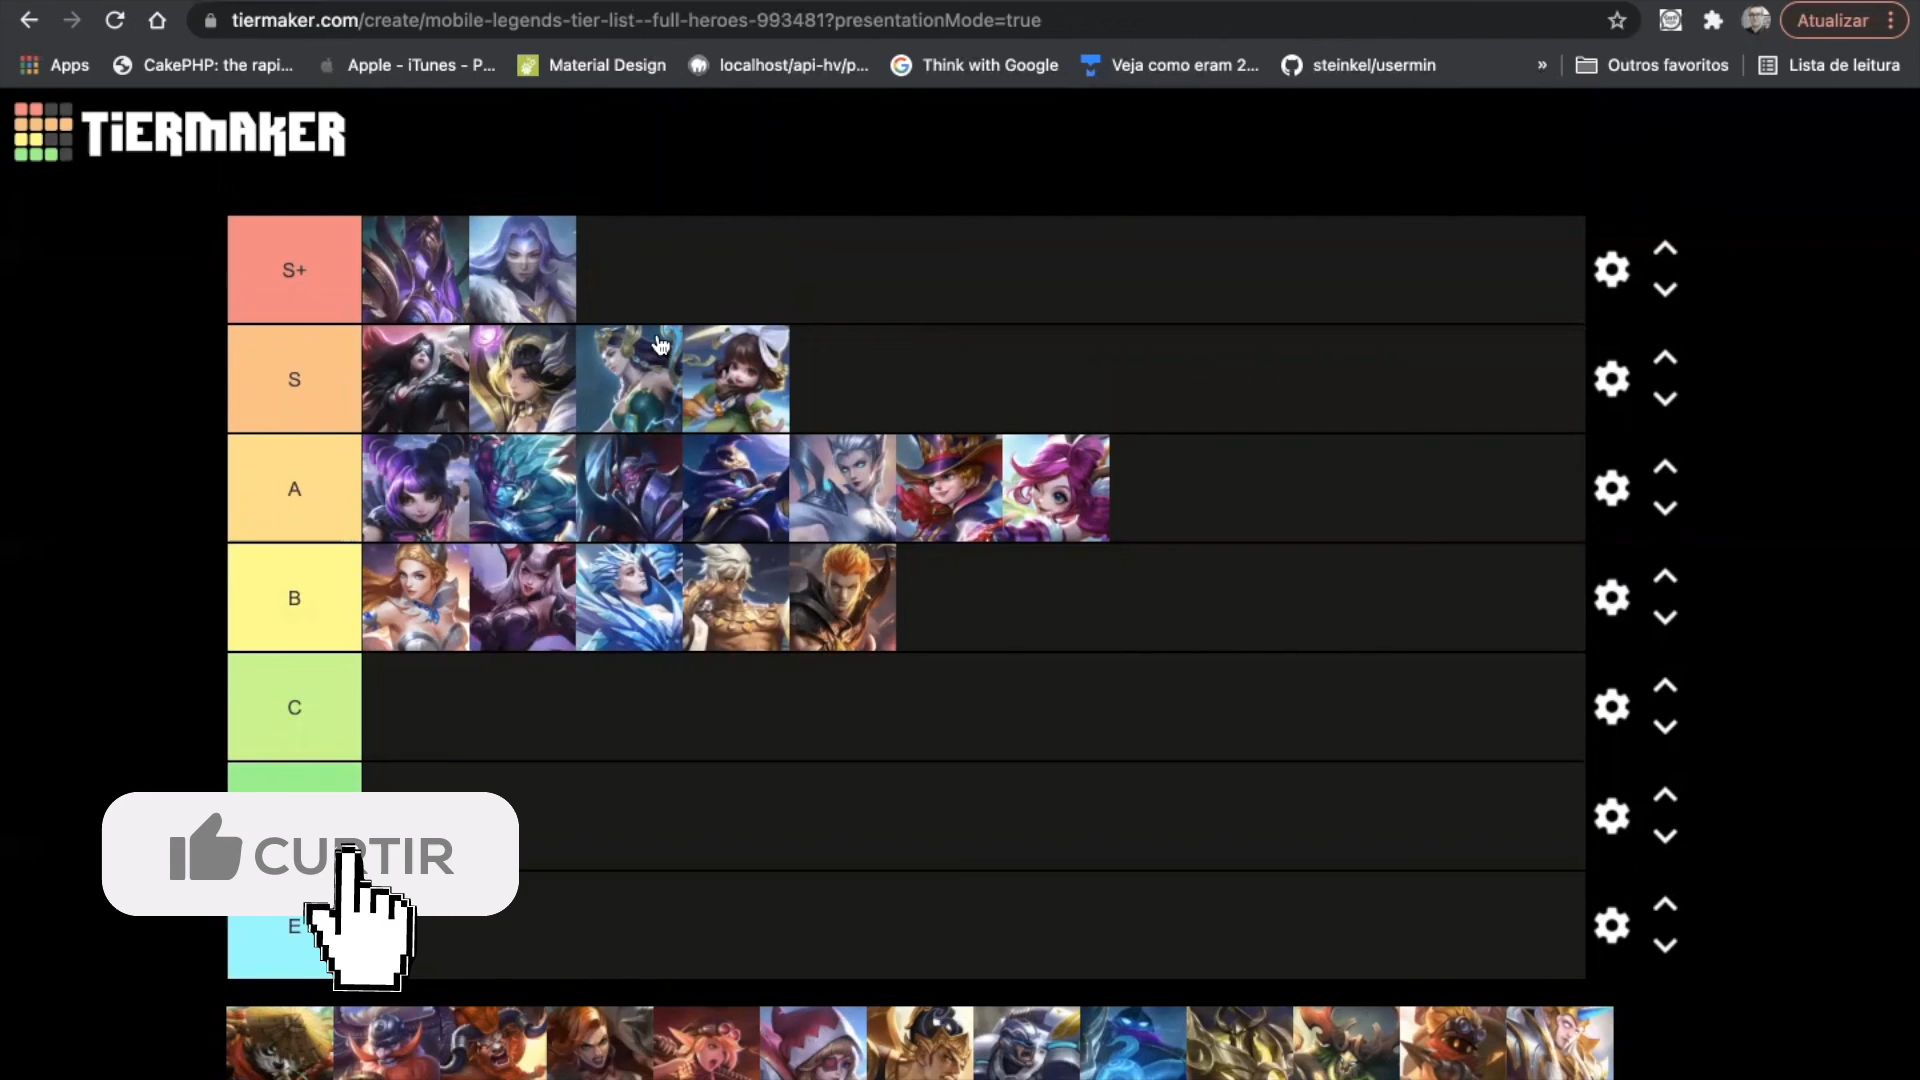 tiermaker.com/create/mobile-legends-tier-list--full-heroes-993481?presentationMode=true
Atualizar
Apps
CakePHP: the rapi...
Apple - iTunes - P...
Material Design
localhost/api-hv/p...
Think with Google
Veja como eram 2...
steinkel/usermin
»
Outros favoritos
Lista de leitura
TiERMAKER
S+
S
A
B
C
CURTIR
E